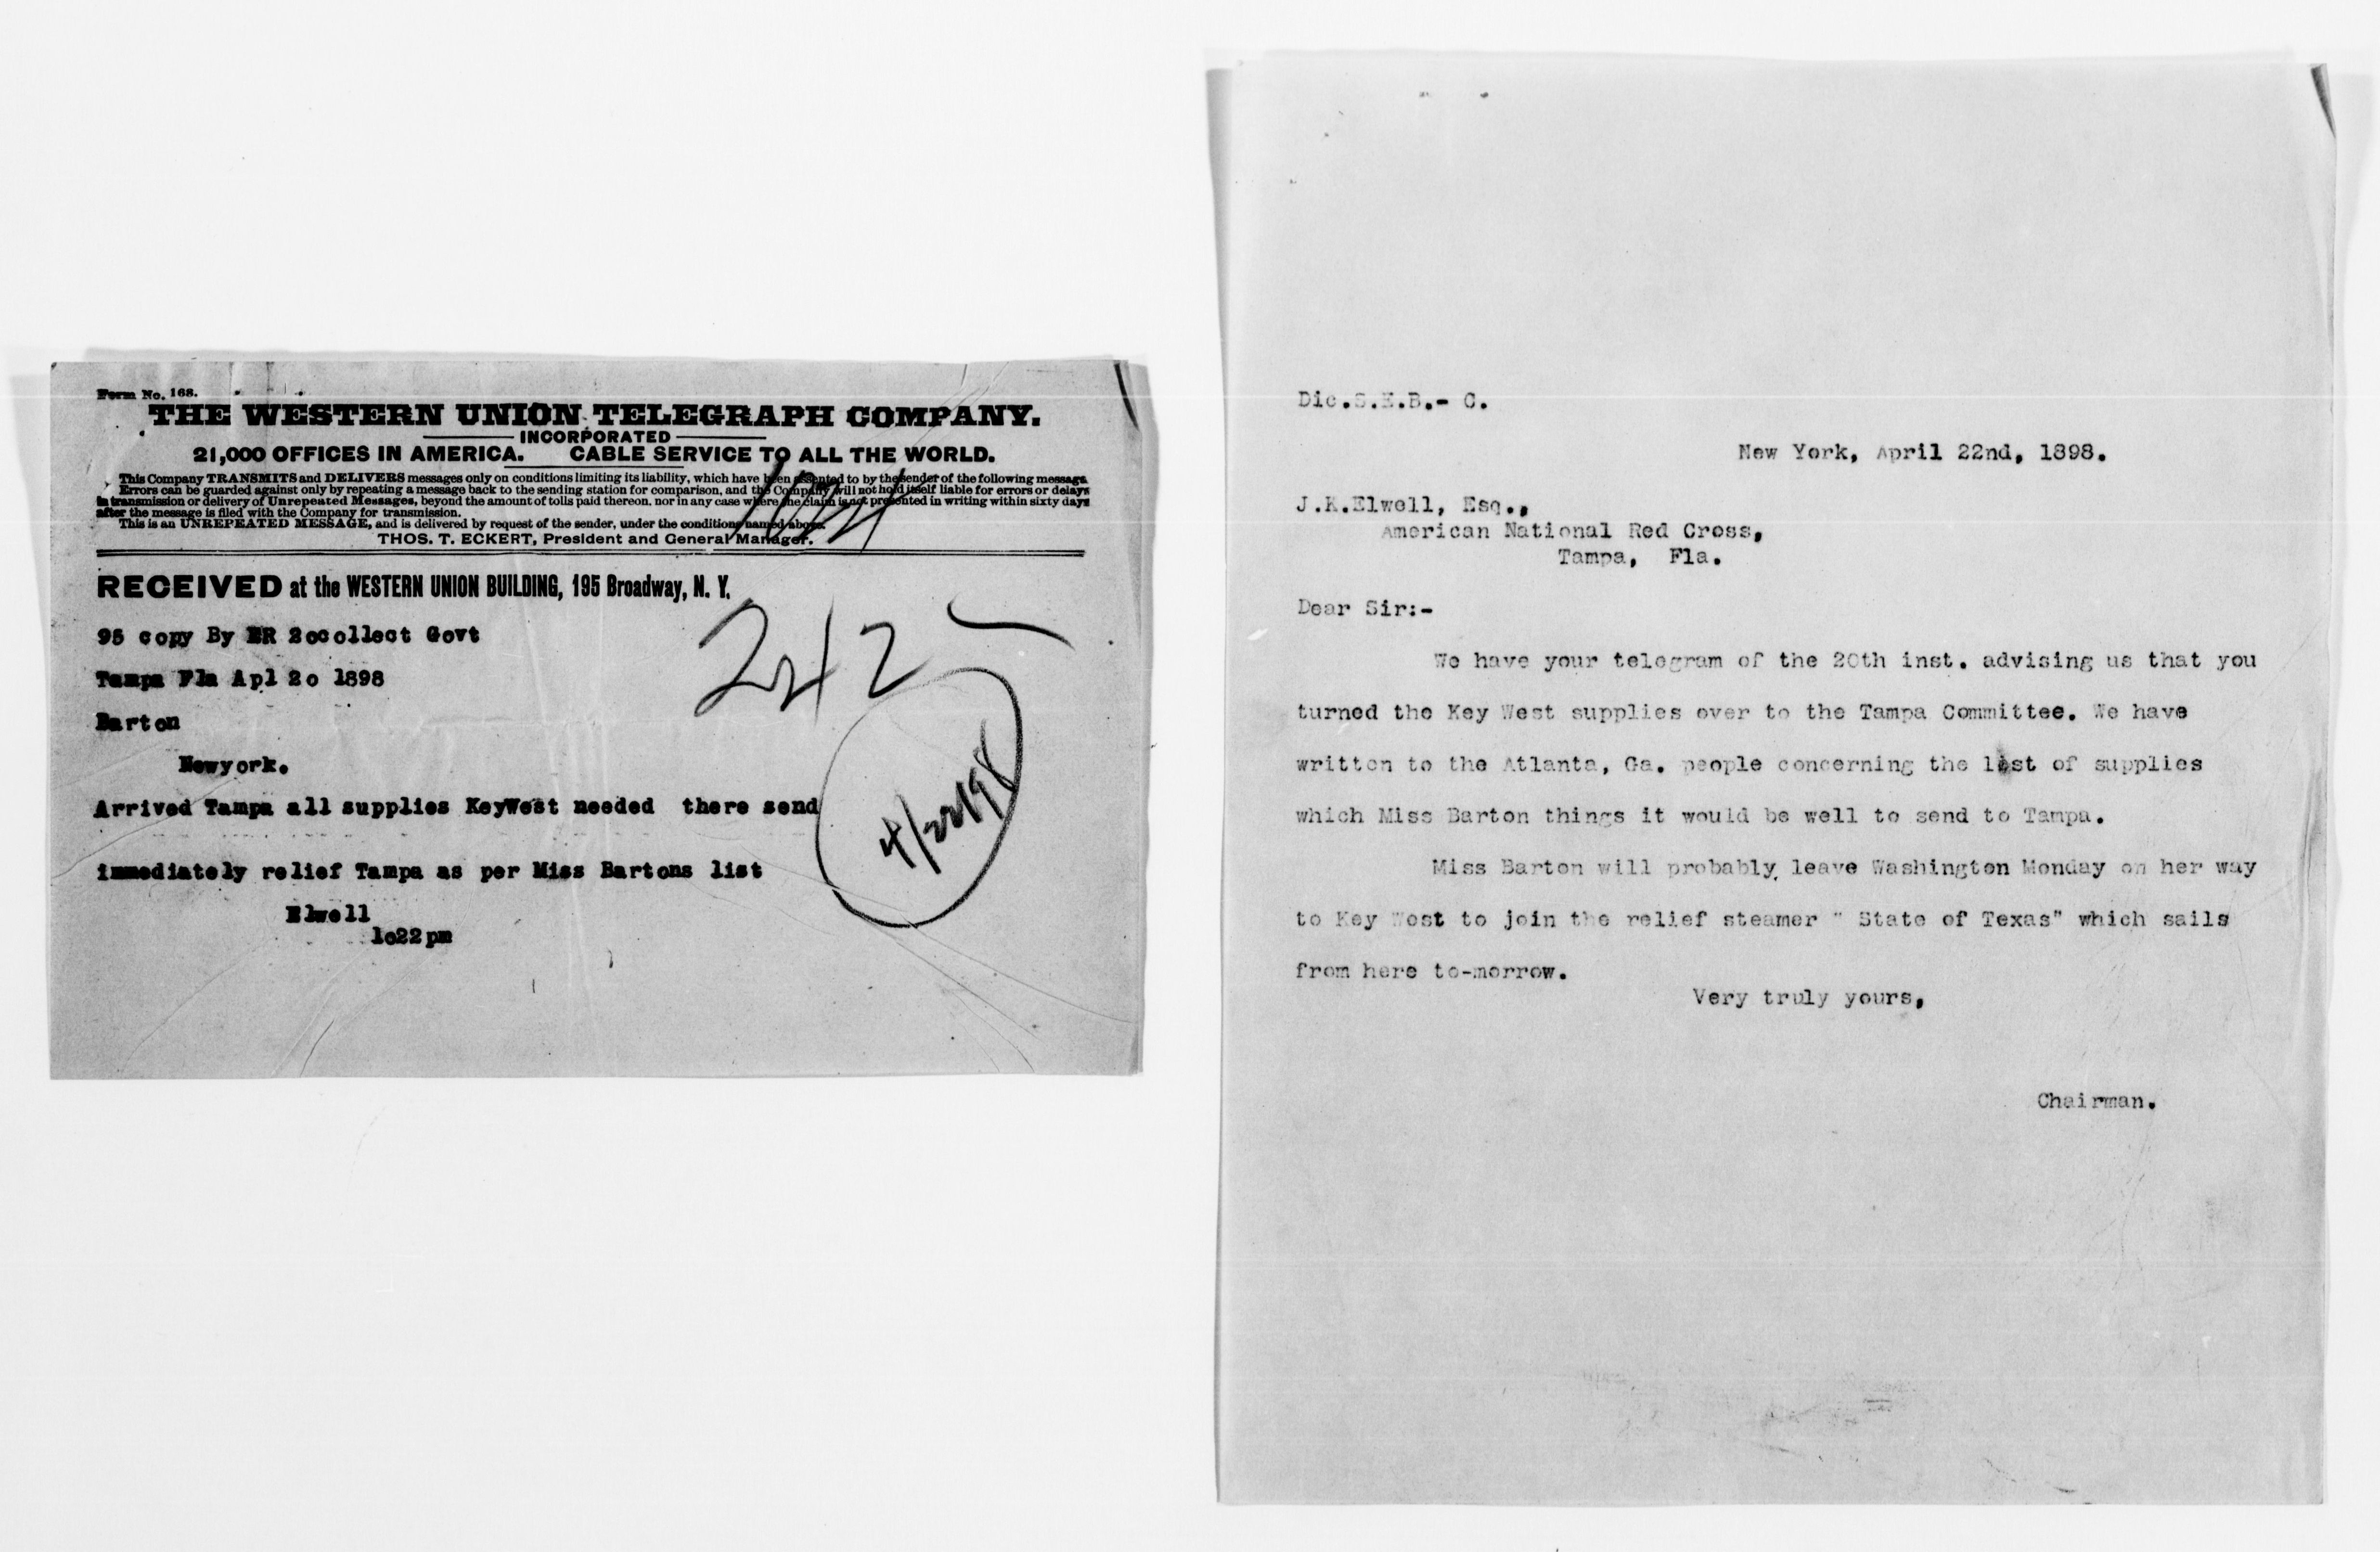 Form No. 168.
THE WESTERN UNION TELEGRAPH COMPANY.
INCORPORATED
21,000 OFFICES IN AMERICA. CABLE SERVICE TO ALL THE WORLD.
This Company TRANSMITS and DELIVERS messages only on conditions limiting its liability, which have been assented to by the sender of the following message.
Errors can be guarded against only by repeating a message back to the sending station for comparison, and the Company will not hold itself liable for errors or delays
in transmission or delivery of Unrepeated Messages, beyond the amount of tolls paid thereon, nor in any case where the claim is not presented in writing within sixty days
after the message is filed with the Company for transmission.
This is an UNREPEATED MESSAGE, and is delivered by request of the sender, under the conditions named above.
THOS. T. ECKERT, President and General Manager.
RECEIVED at the WESTERN UNION BUILDING, 195 Broadway, N. Y.
95 copy By ER 2ocollect Govt
Tampa Fla Apl 2o 1898
Barton
Newyork.
Arrived Tampa all supplies KeyWest needed there send
immediately relief Tampa as per Miss Bartons list
Elwell
1o22pm
242
4/22/98
Dic.S.E.B.- C.
New York, April 22nd, 1898.
J.K.Elwell, Esq.,
American National Red Cross,
Tampa, Fla.
Dear Sir:-
We have your telegram of the 20th inst. advising us that you
turned the Key West supplies over to the Tampa Committee. We have
written to the Atlanta, Ga. people concerning the list of supplies
which Miss Barton things it would be well to send to Tampa.
Miss Barton will probably leave Washington Monday on her way
to Key West to join the relief steamer " State of Texas" which sails
from here to-morrow.
Very truly yours,
Chairman.